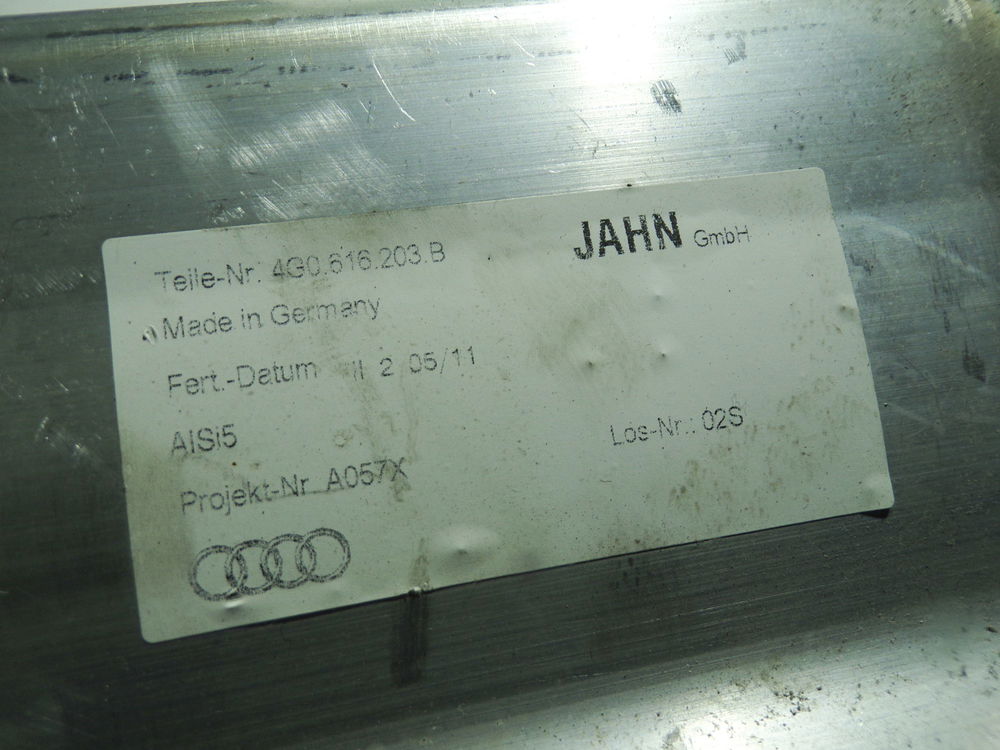 JAHN GmbH
Teile-Nr. 4G0.616.203.B
Made in Germany
Fert.-Datum 2 05/11
AlSi5
Los-Nr.: 02S
Projekt-Nr A057X